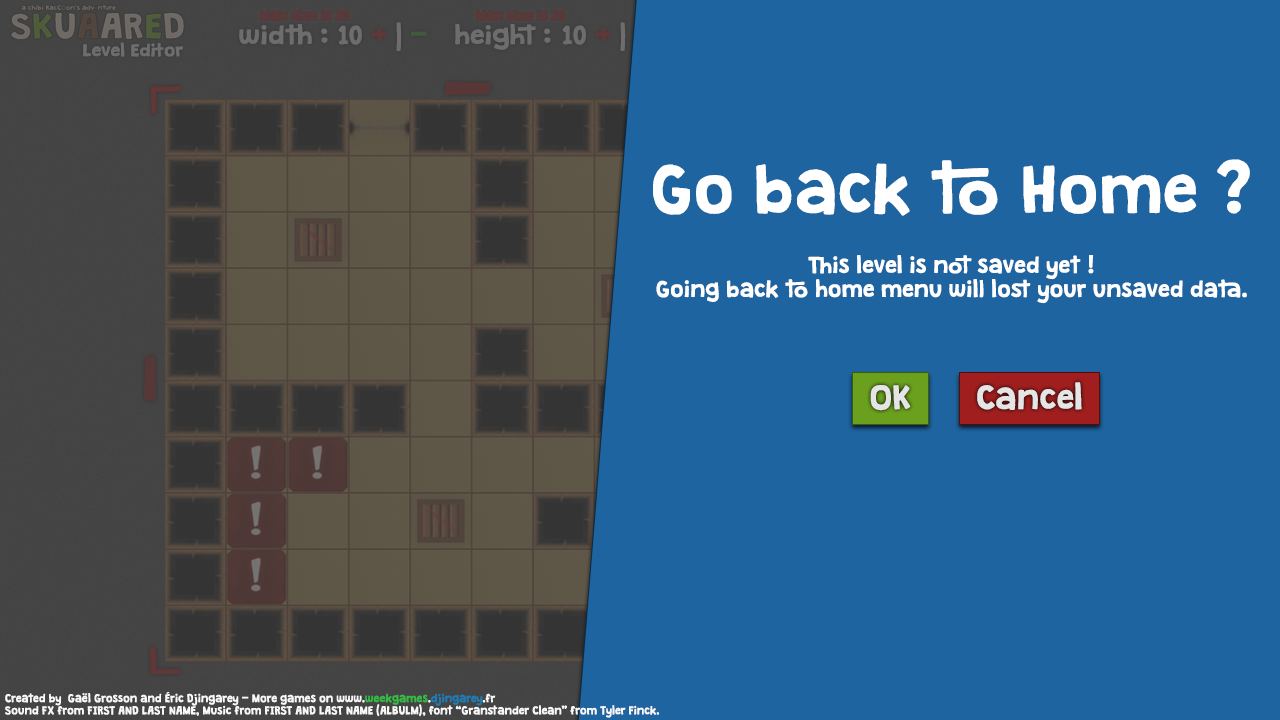 a chibi RacCoon's adventure
SKUAARED
Level Editor
width : 10 + | -
height : 10 + |
Go back to Home ?
This level is not saved yet !
Going back to home menu will lost your unsaved data.
OK
Cancel
!
!
!
!
Created by Gaël Grosson and Éric Djingarey – More games on www.weekgames.djingarey.fr
Sound FX from FIRST AND LAST NAME, Music from FIRST AND LAST NAME (ALBULM), font “Granstander Clean” from Tyler Finck.